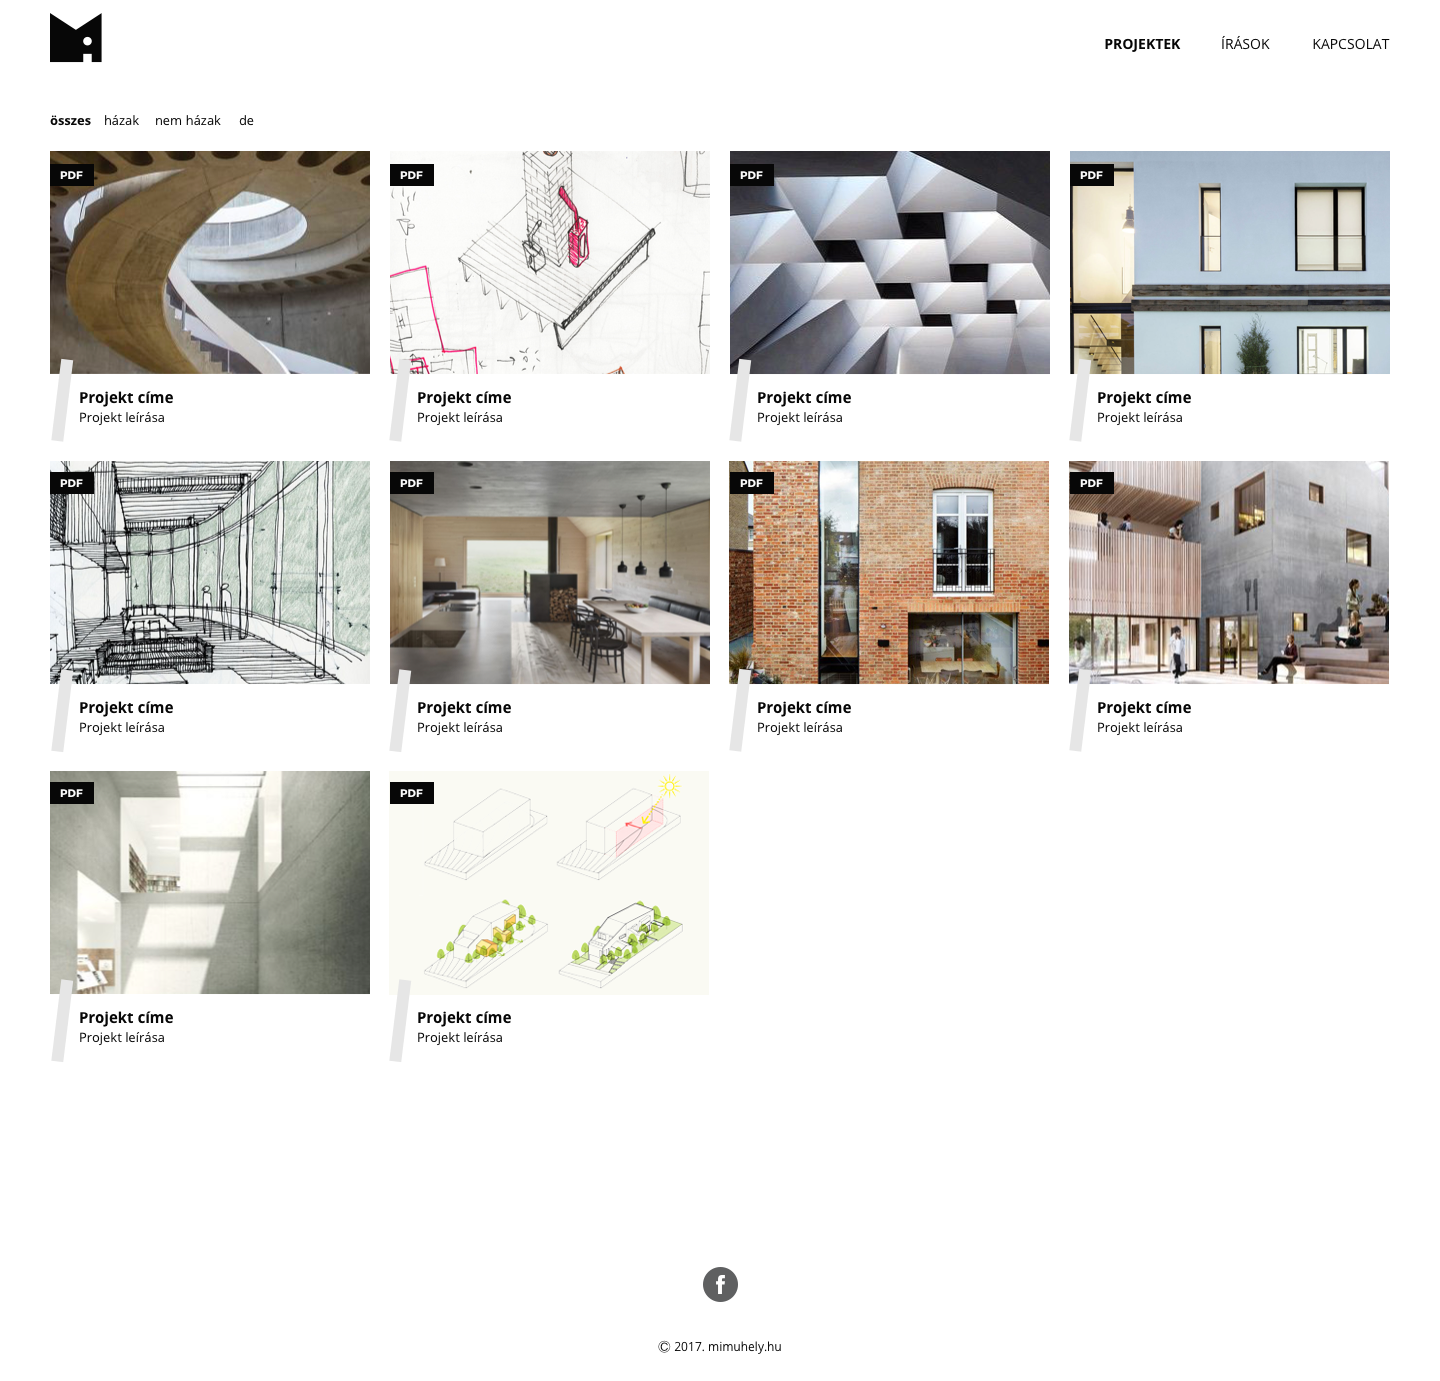 PROJEKTEK ÍRÁSOK KAPCSOLAT
összes házak nem házak de
PDF PDF PDF PDF
Projekt címe Projekt címe Projekt címe Projekt címe
Projekt leírása Projekt leírása Projekt leírása Projekt leírása
PDF PDF PDF PDF
Projekt címe Projekt címe Projekt címe Projekt címe
Projekt leírása Projekt leírása Projekt leírása Projekt leírása
PDF PDF
Projekt címe Projekt címe
Projekt leírása Projekt leírása
© 2017. mimuhely.hu